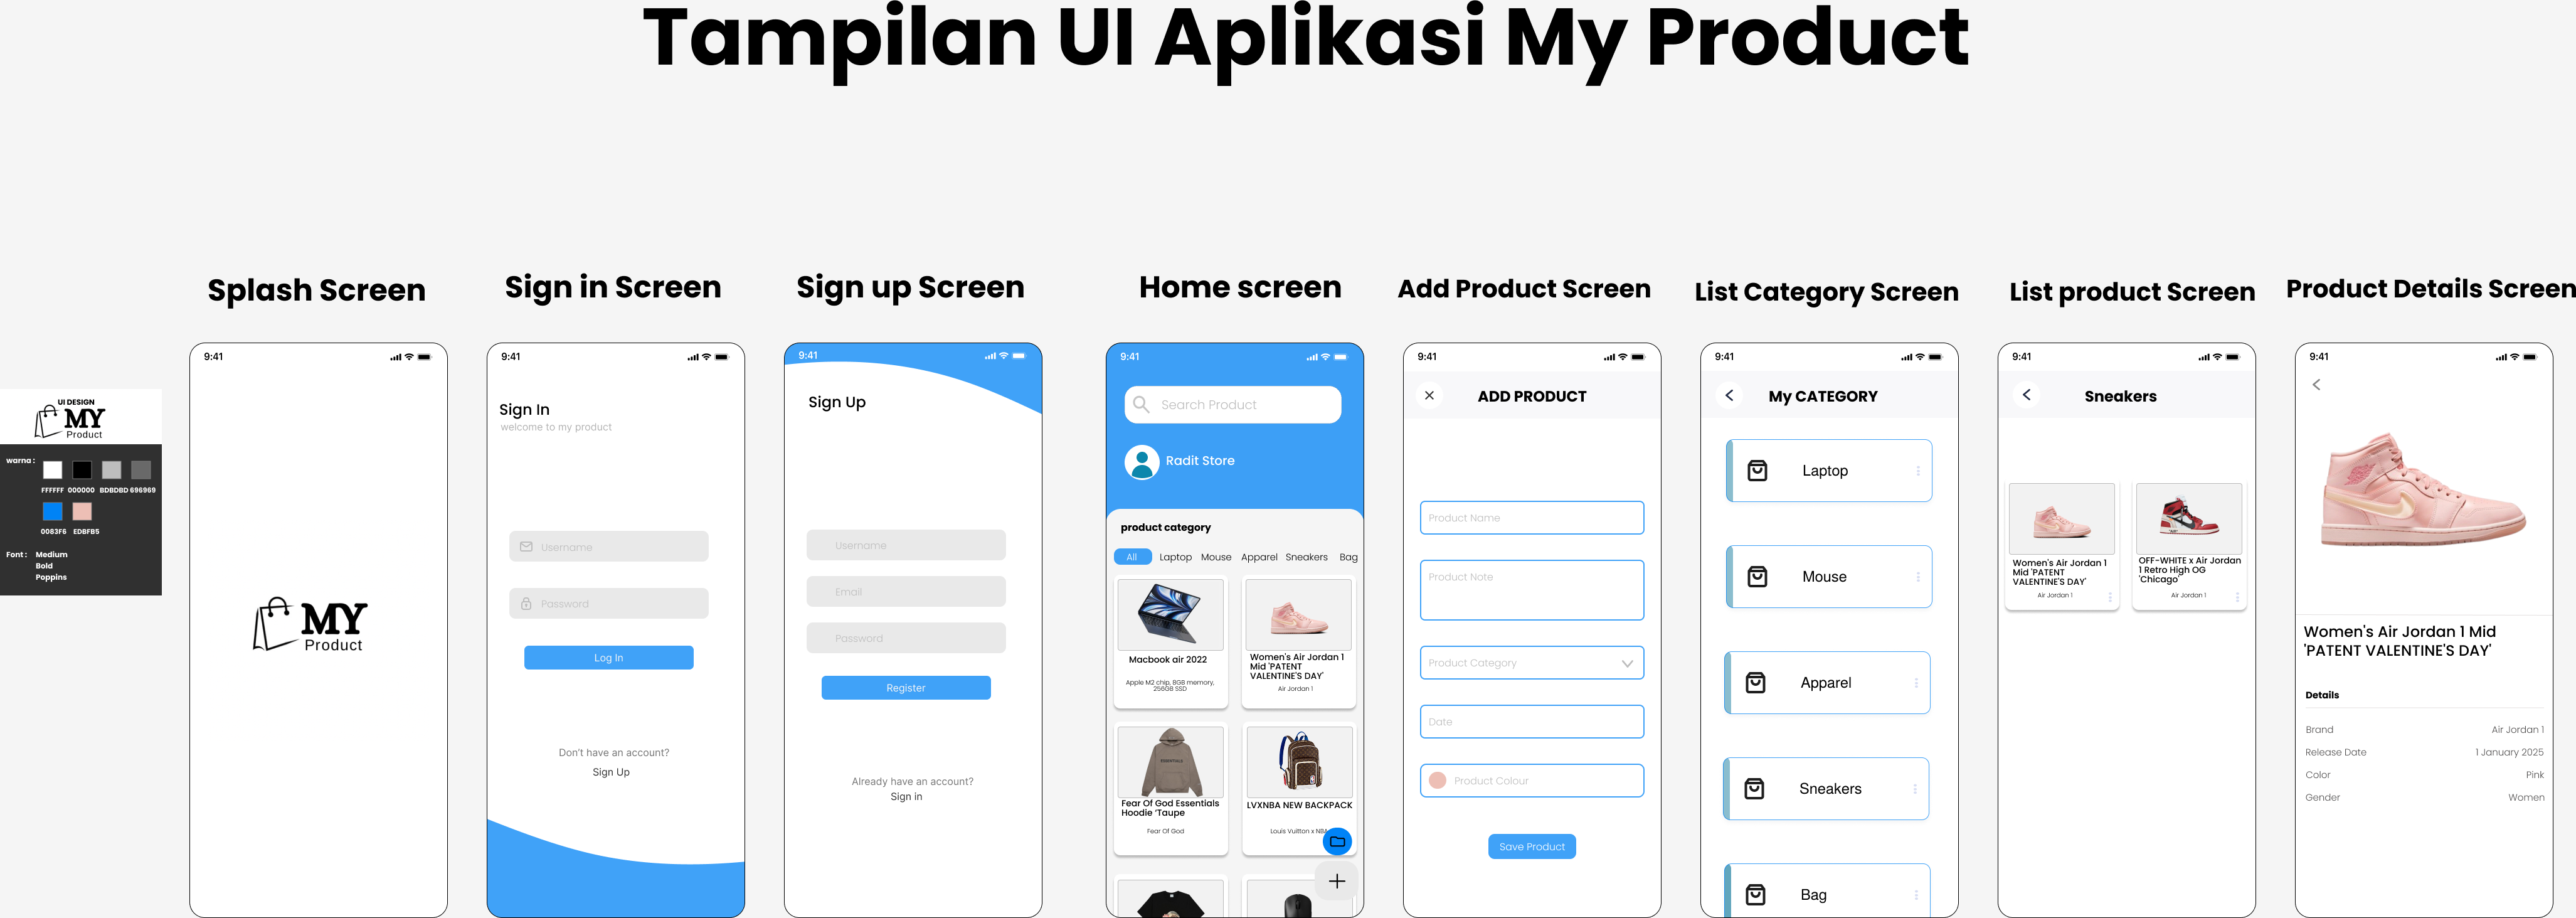 Tampilan UI Aplikasi My Product
UI DESIGN
MY
Product
warna :
FFFFFF 000000 BDBDBD 696969
0083F6 EDBFB5
Font : Medium
Bold
Poppins
Splash Screen
9:41
MY
Product
Sign in Screen
9:41
Sign In
welcome to my product
Username
Password
Log In
Don't have an account?
Sign Up
Sign up Screen
9:41
Sign Up
Username
Email
Password
Register
Already have an account?
Sign in
Home screen
9:41
Search Product
Radit Store
product category
All Laptop Mouse Apparel Sneakers Bag
Macbook air 2022
Apple M2 chip, 8GB memory,
256GB SSD
Women's Air Jordan 1
Mid 'PATENT
VALENTINE'S DAY'
Air Jordan 1
ESSENTIALS
Fear Of God Essentials
Hoodie 'Taupe
Fear Of God
LVXNBA NEW BACKPACK
Louis Vuitton x NBA
Add Product Screen
9:41
ADD PRODUCT
Product Name
Product Note
Product Category
Date
Product Colour
Save Product
List Category Screen
9:41
My CATEGORY
Laptop
Mouse
Apparel
Sneakers
Bag
List product Screen
9:41
Sneakers
Women's Air Jordan 1
Mid 'PATENT
VALENTINE'S DAY'
Air Jordan 1
OFF-WHITE x Air Jordan
1 Retro High OG
'Chicago'
Air Jordan 1
Product Details Screen
9:41
Women's Air Jordan 1 Mid
'PATENT VALENTINE'S DAY'
Details
Brand Air Jordan 1
Release Date 1 January 2025
Color Pink
Gender Women